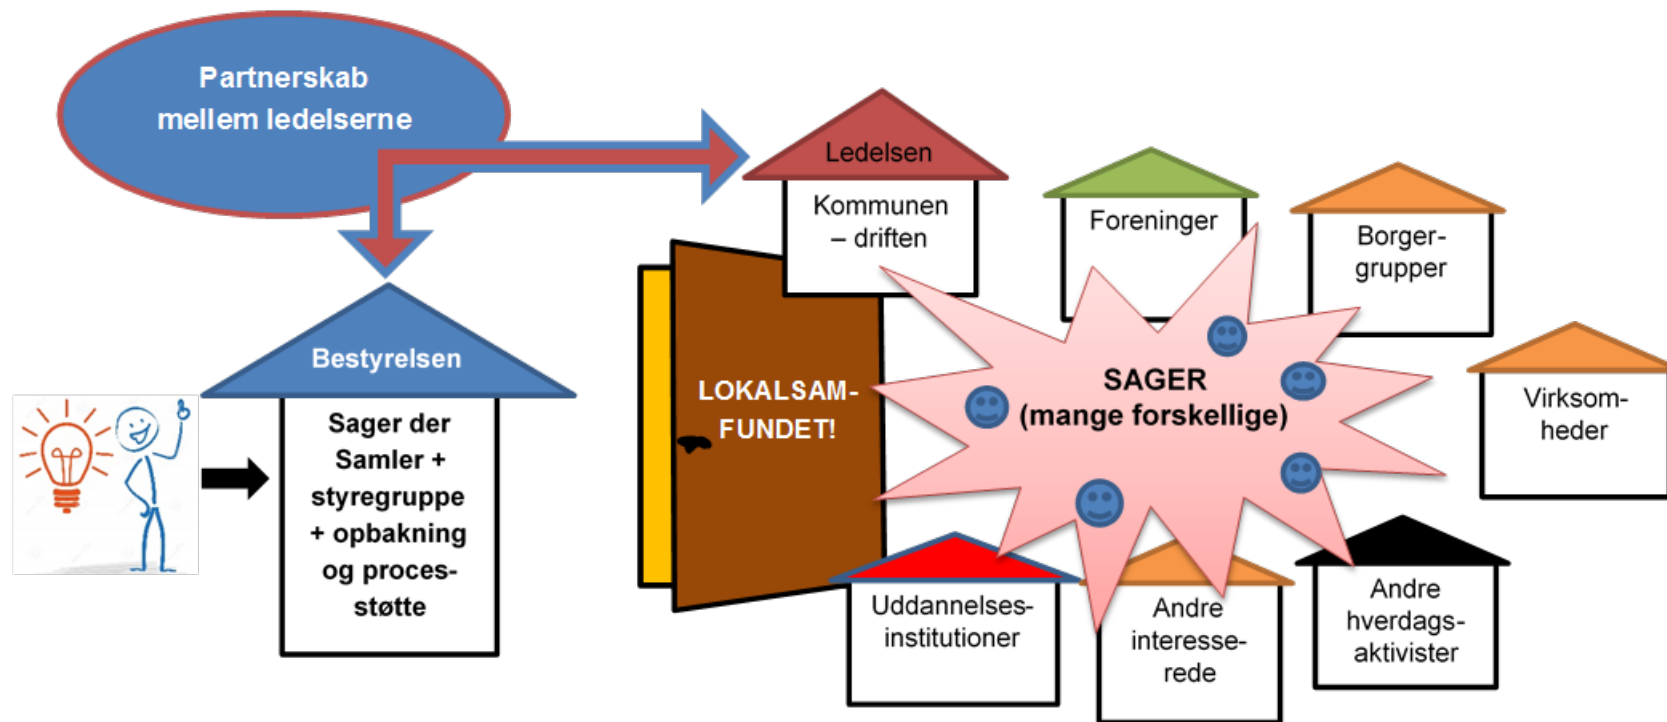 Partnerskab
mellem ledelserne
Ledelsen
Kommunen
– driften
Foreninger
Borger-
grupper
Virksom-
heder
Bestyrelsen
Sager der
Samler +
styregruppe
+ opbakning
og proces-
støtte
LOKALSAM-
FUNDET!
SAGER
(mange forskellige)
Uddannelses-
institutioner
Andre
interesse-
rede
Andre
hverdags-
aktivister